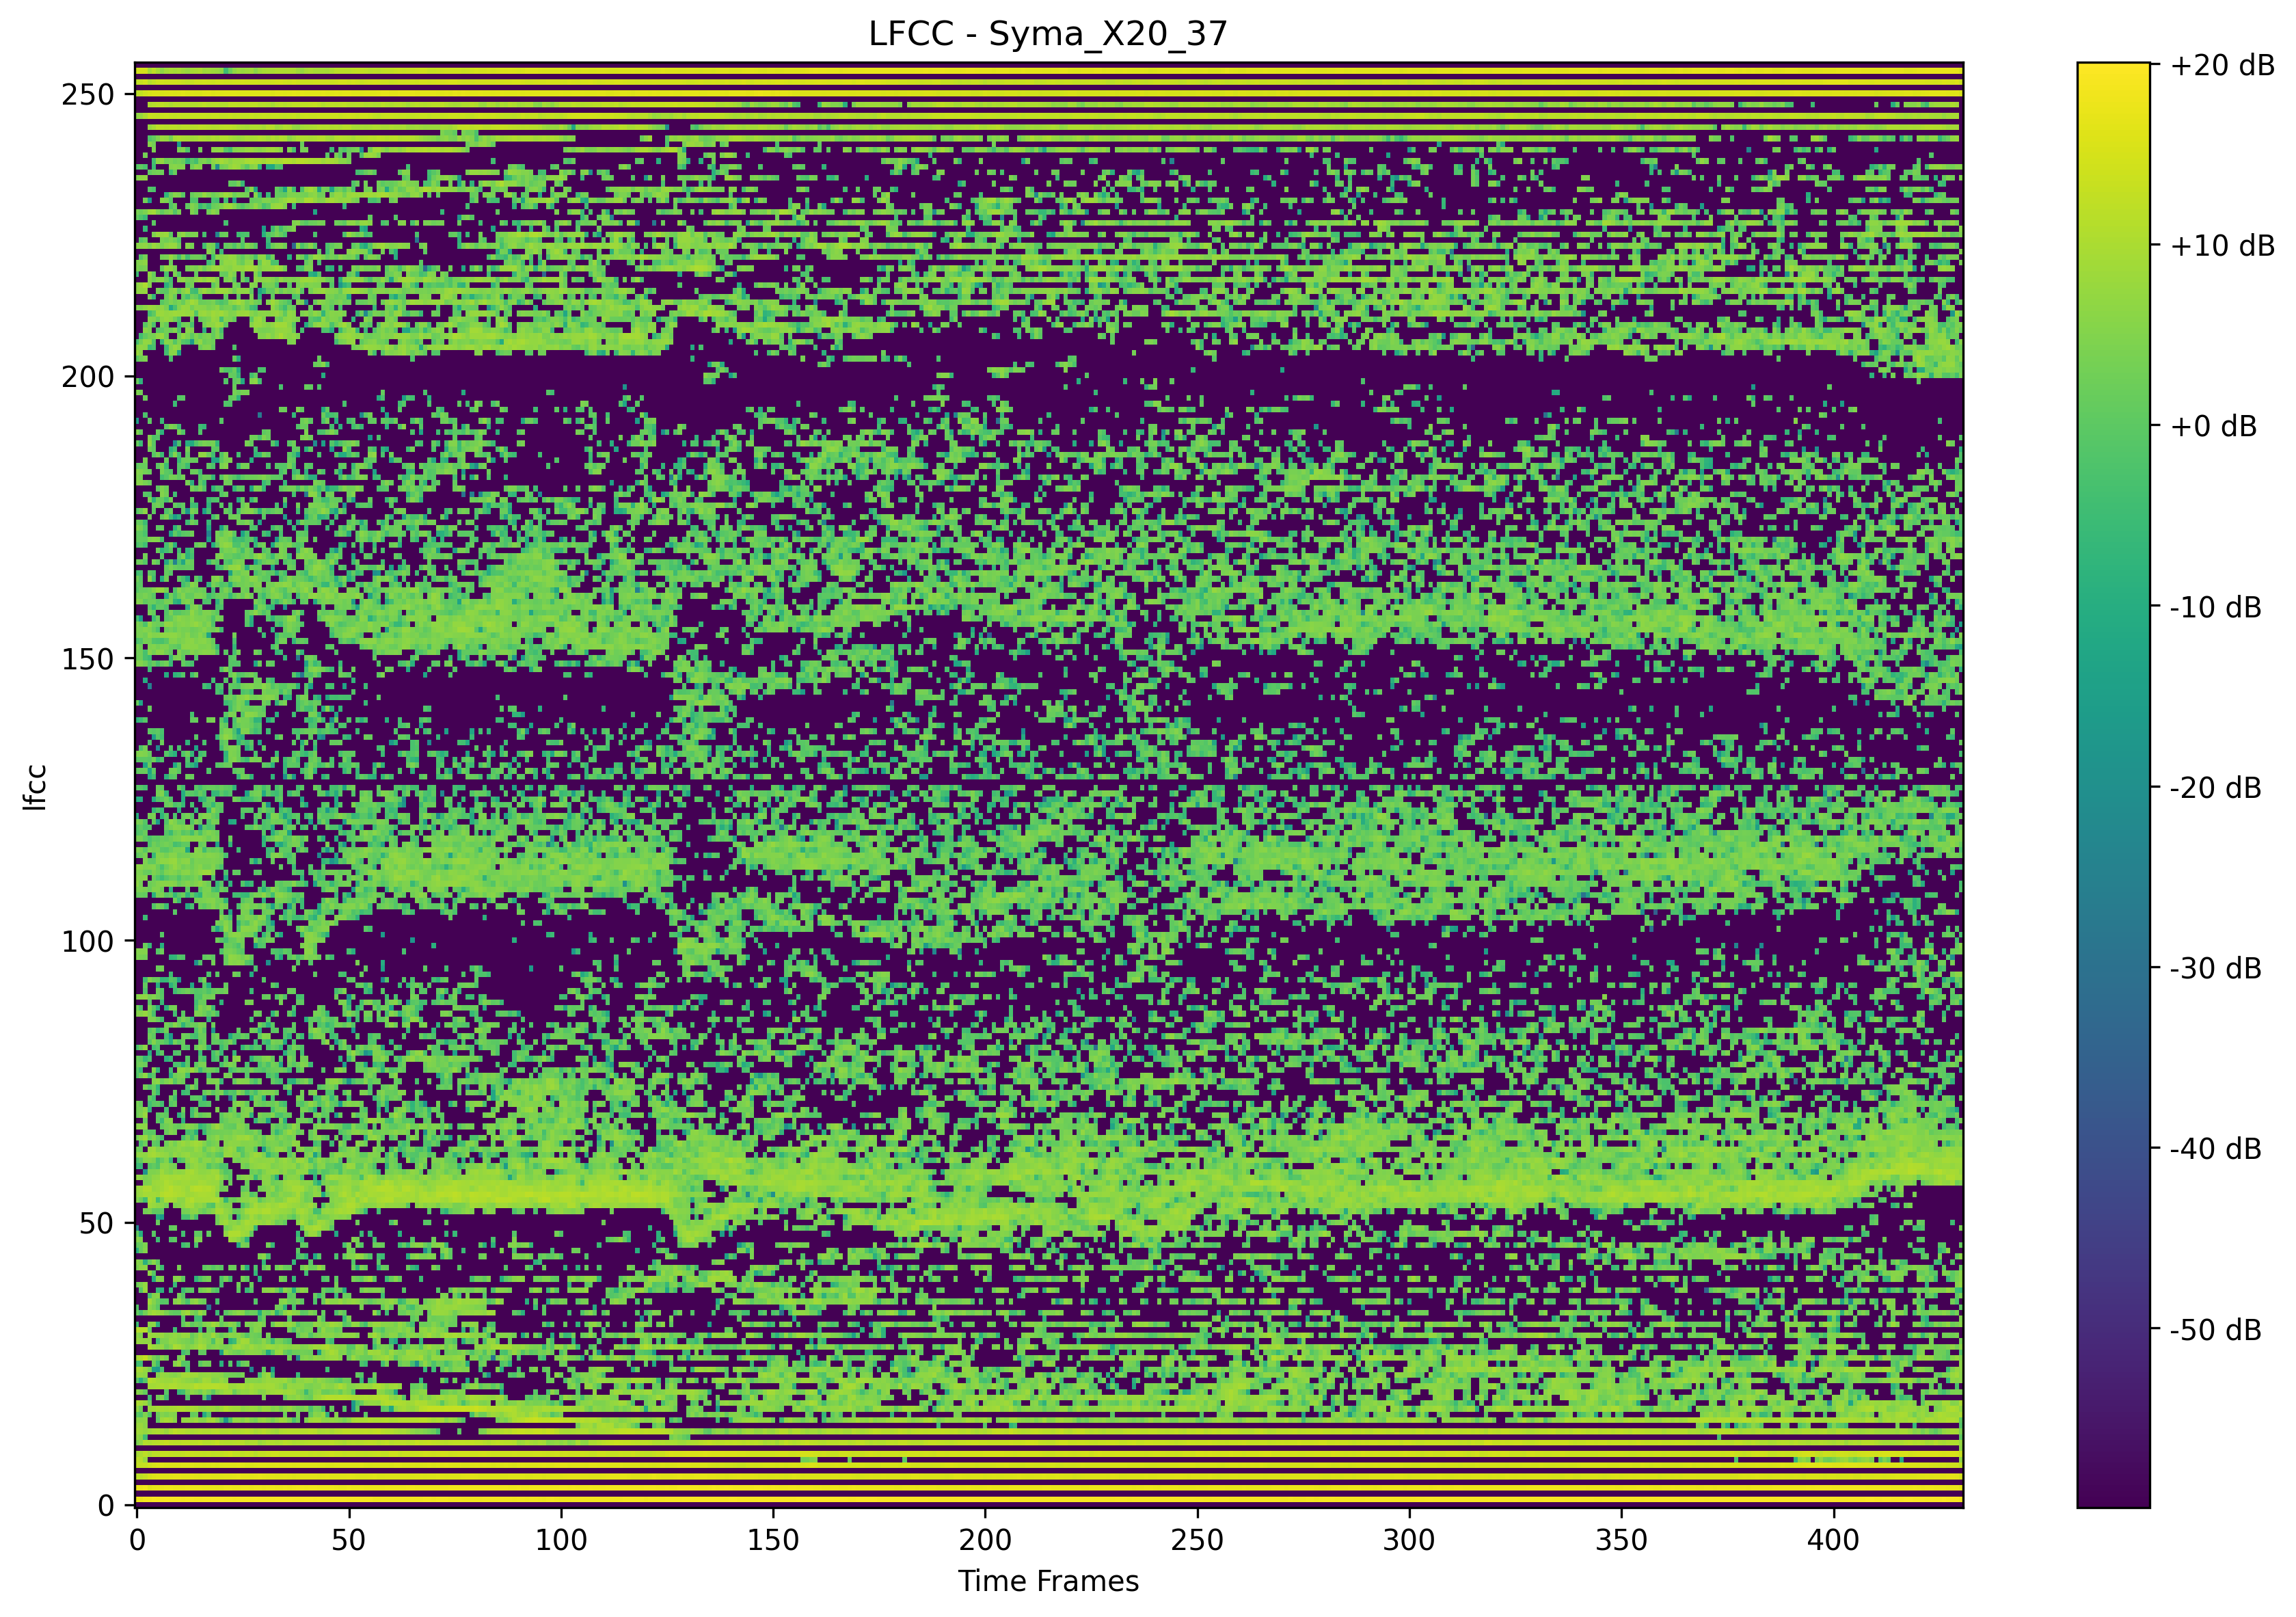 LFCC - Syma_X20_37
lfcc
250
200
150
100
50
0
0 50 100 150 200 250 300 350 400
Time Frames
+20 dB
+10 dB
+0 dB
-10 dB
-20 dB
-30 dB
-40 dB
-50 dB